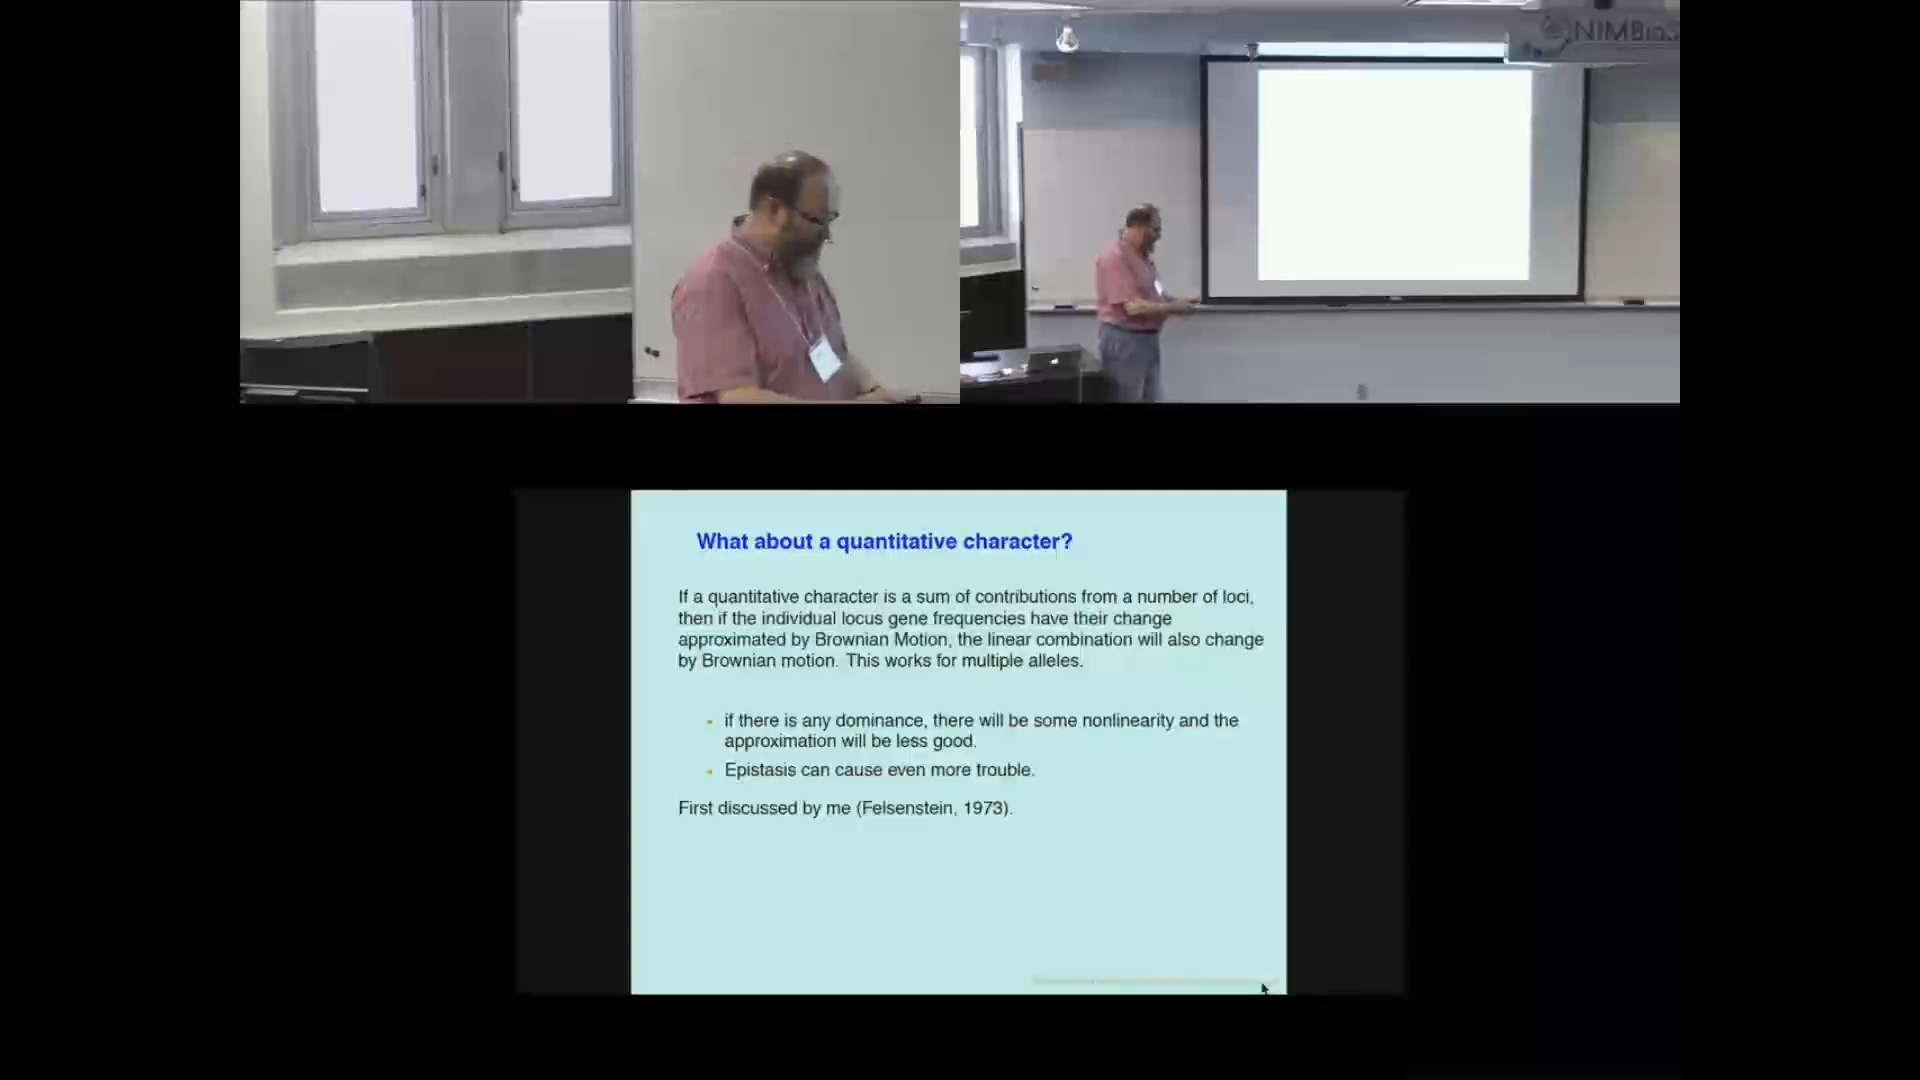 NIMBioS
What about a quantitative character?
If a quantitative character is a sum of contributions from a number of loci,
then if the individual locus gene frequencies have their change
approximated by Brownian Motion, the linear combination will also change
by Brownian motion. This works for multiple alleles.
- if there is any dominance, there will be some nonlinearity and the
approximation will be less good.
- Epistasis can cause even more trouble.
First discussed by me (Felsenstein, 1973).